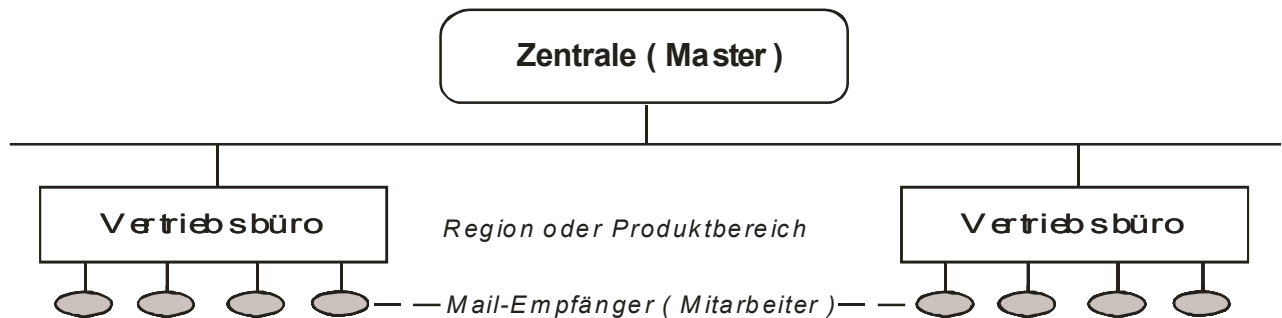 Zentrale ( Master )
Vertriebsbüro
Region oder Produktbereich
Vertriebsbüro
Mail-Empfänger ( Mitarbeiter )